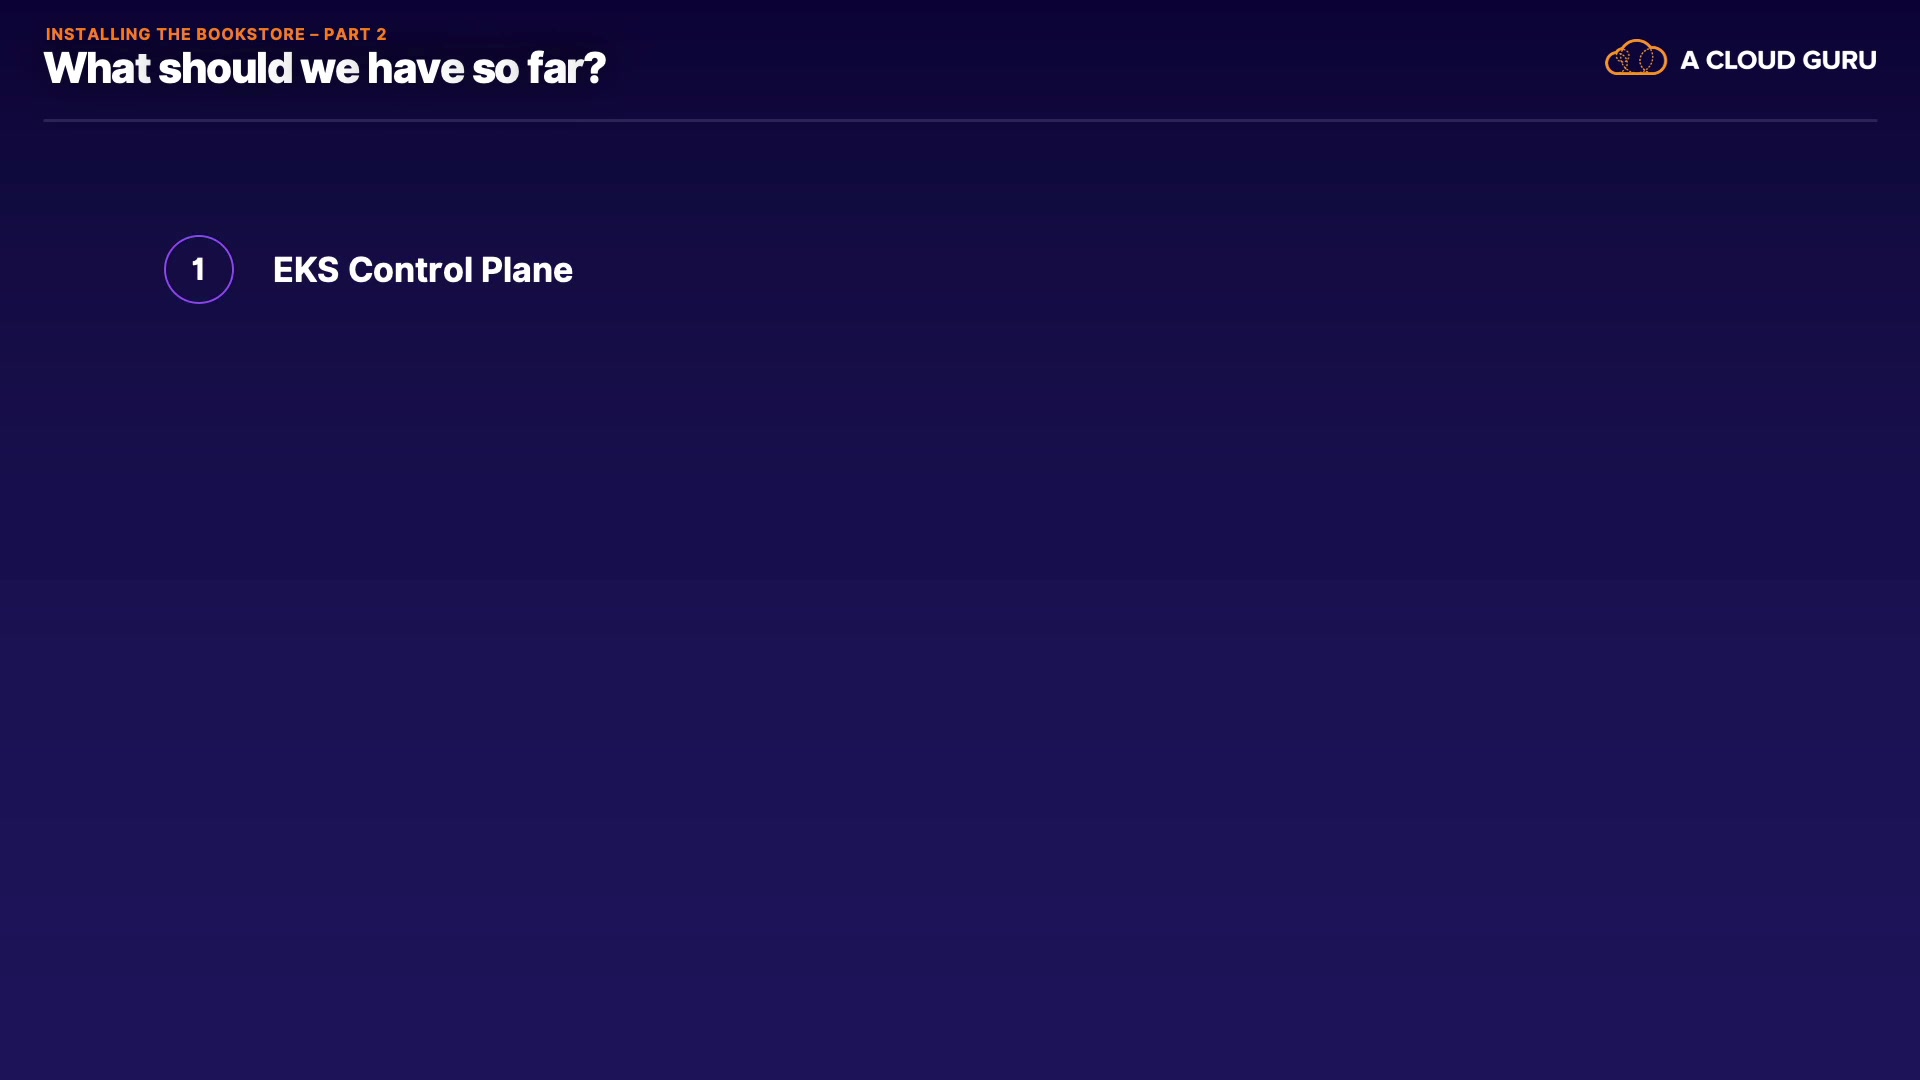 INSTALLING THE BOOKSTORE – PART 2
What should we have so far?
A CLOUD GURU
1 EKS Control Plane